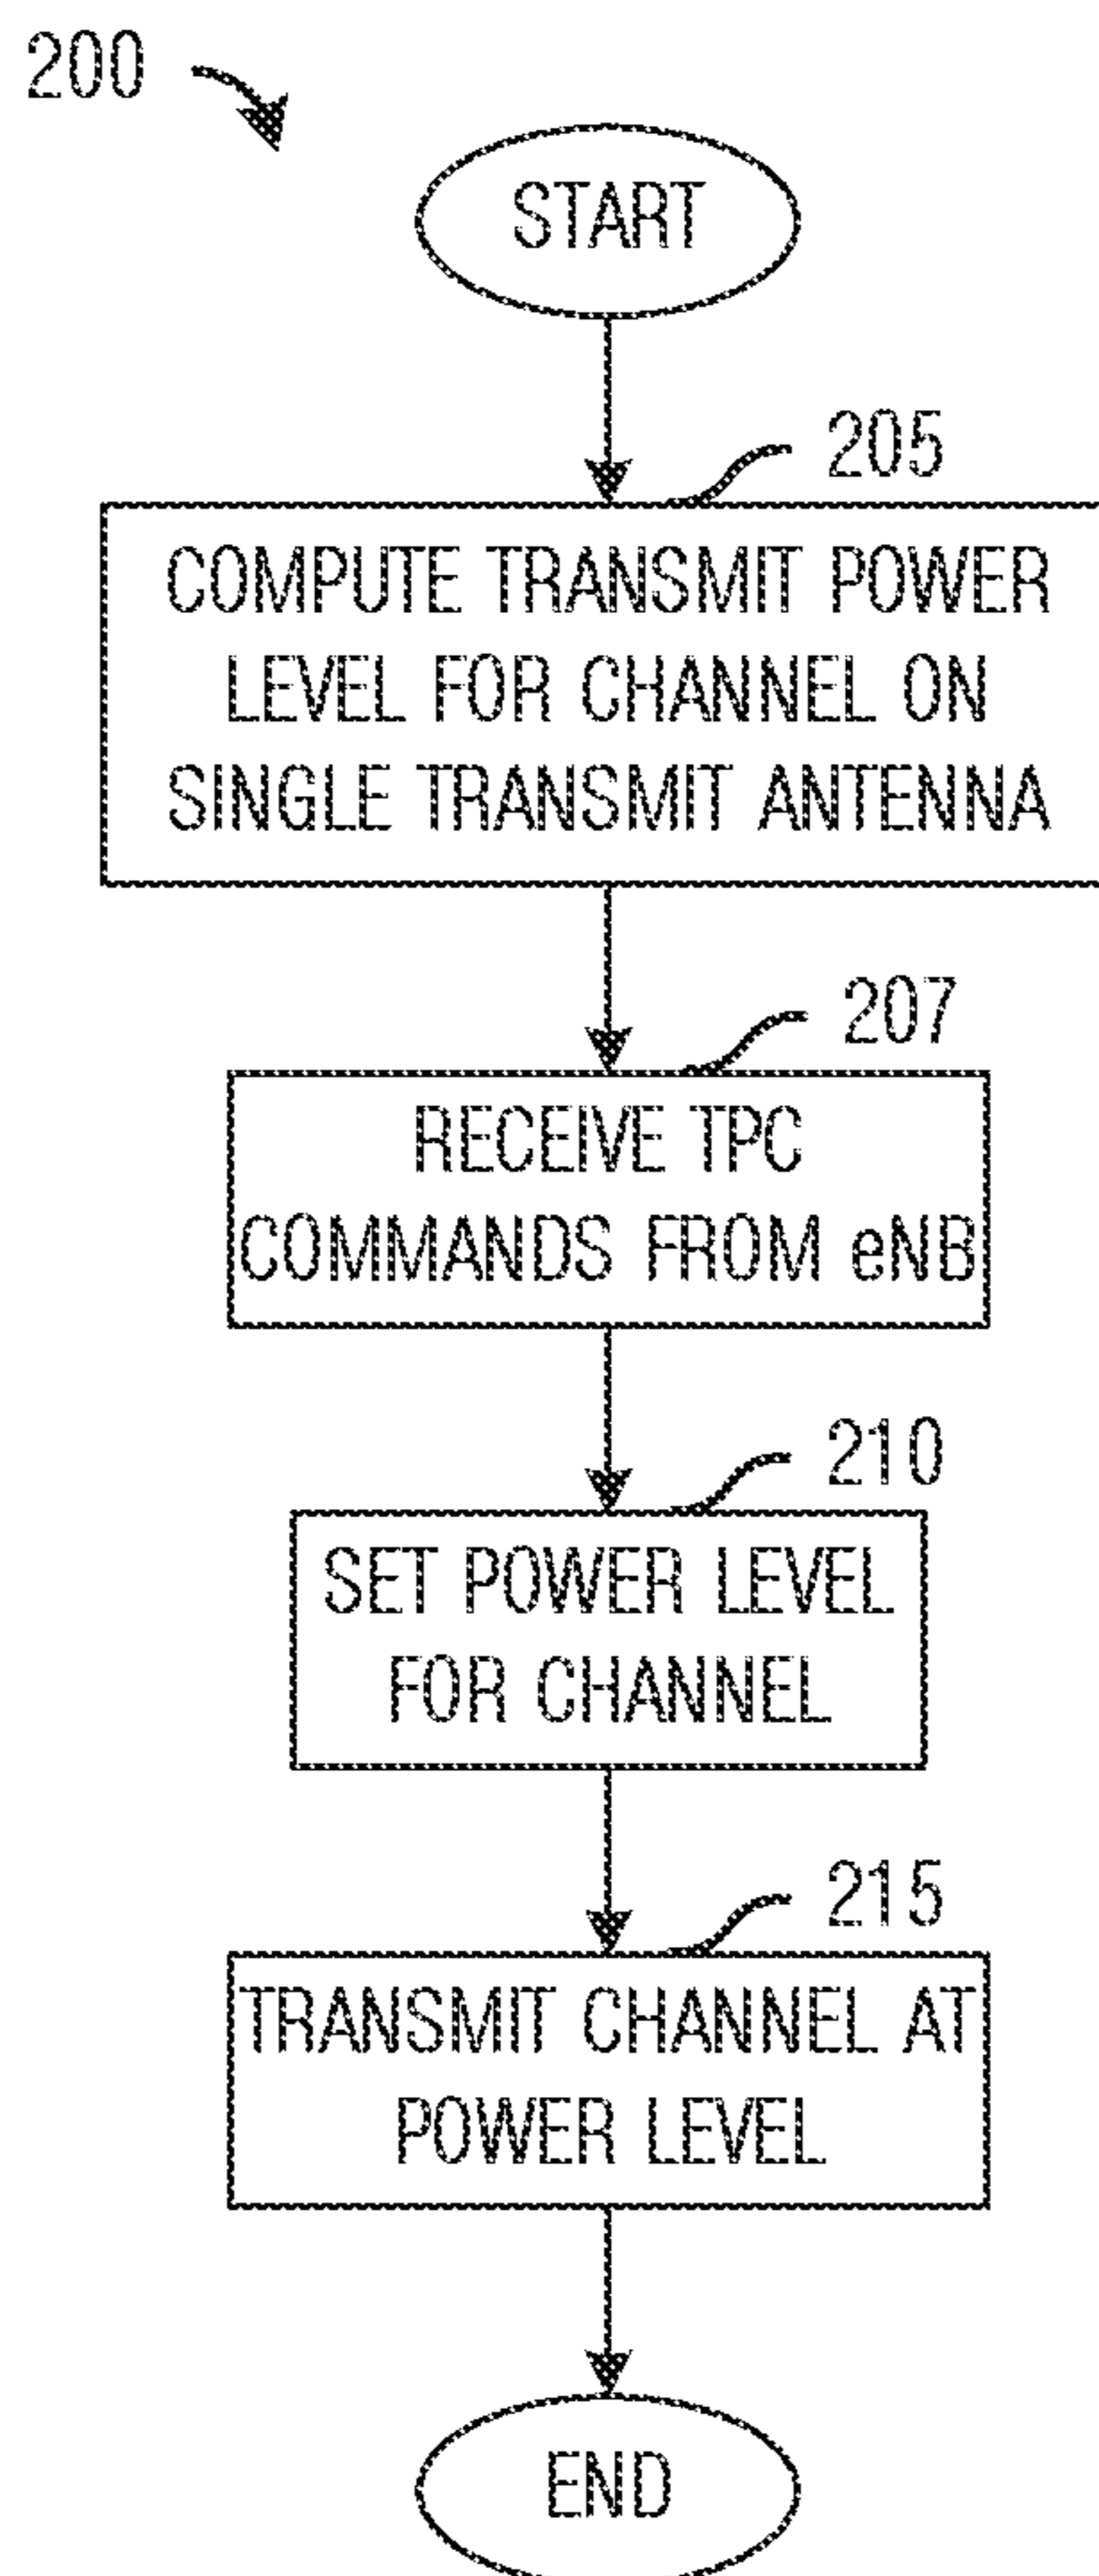 200
START
205
COMPUTE TRANSMIT POWER
LEVEL FOR CHANNEL ON
SINGLE TRANSMIT ANTENNA
207
RECEIVE TPC
COMMANDS FROM eNB
210
SET POWER LEVEL
FOR CHANNEL
215
TRANSMIT CHANNEL AT
POWER LEVEL
END